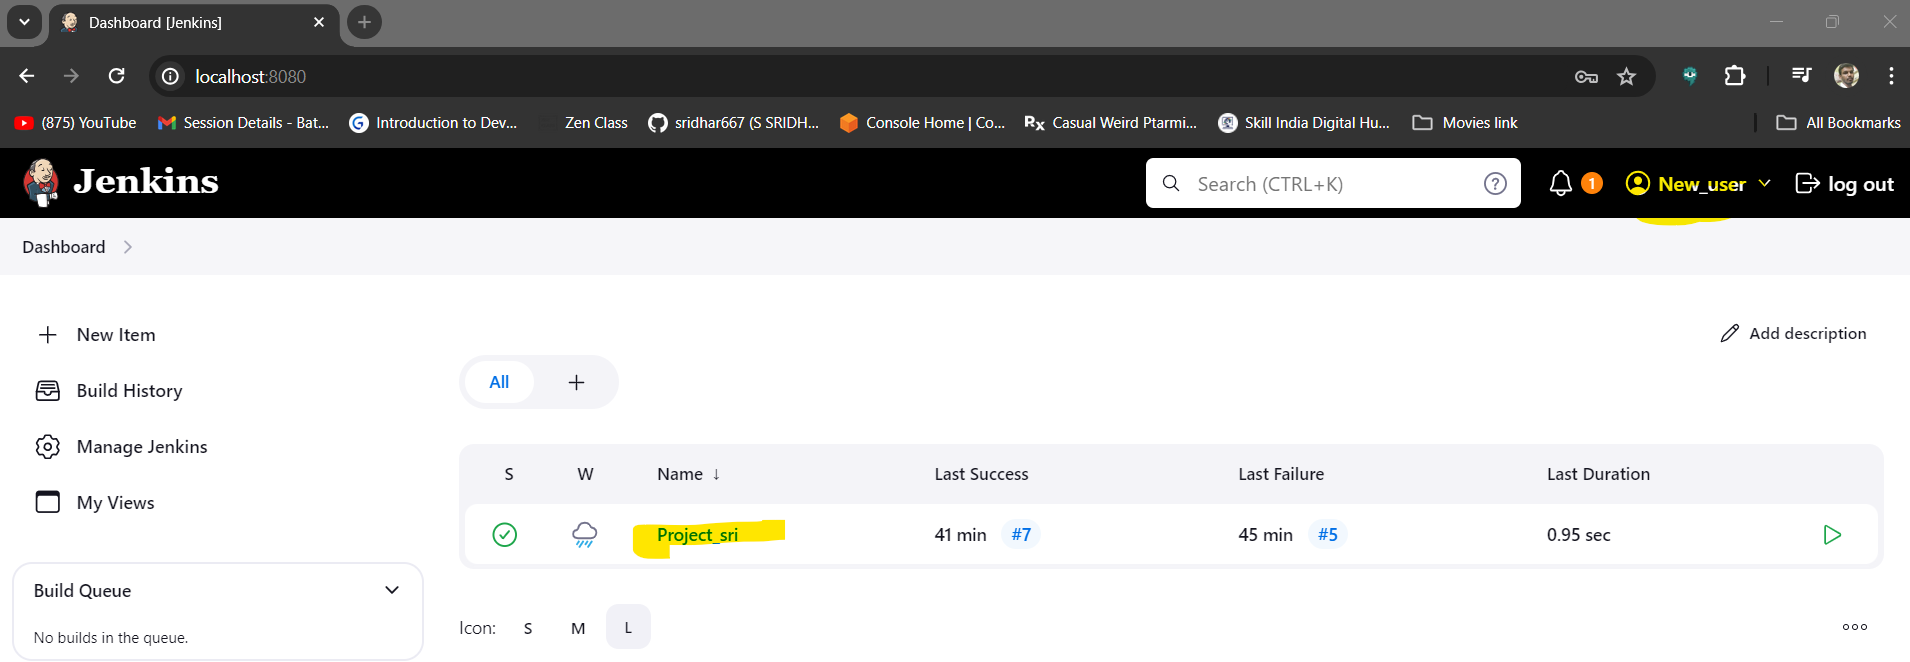 Dashboard [Jenkins]
localhost:8080
(875) YouTube Session Details - Bat... Introduction to Dev... Zen Class sridhar667 (S SRIDH... Console Home | Co... Rx Casual Weird Ptarmi... Skill India Digital Hu... Movies link All Bookmarks
Jenkins Search (CTRL+K) 1 New_user log out
Dashboard
New Item
Add description
All
Build History
Manage Jenkins
My Views
S W Name ↓ Last Success Last Failure Last Duration
Project_sri 41 min #7 45 min #5 0.95 sec
Build Queue
No builds in the queue.
Icon: S M L